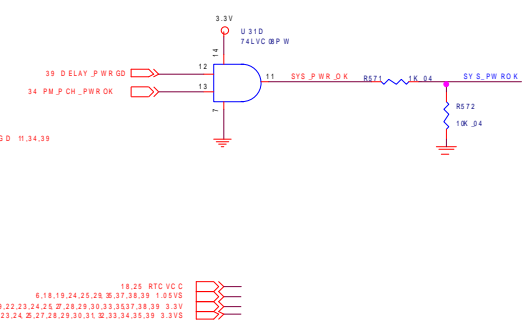 3.3V
U31D
74LVC08PW
14
39 DELAY_PWRGD
12
34 PM_PCH_PWROK
13
11
SYS_PWR_OK
R571
1K_04
SYS_PWROK
7
R572
10K_04
GD 11,34,39
18,25 RTCVCC
6,18,19,24,25,29,35,37,38,39 1.05VS
,22,23,24,25,27,28,29,30,33,35,37,38,39 3.3V
23,24,25,27,28,29,30,31,32,33,34,35,39 3.3VS